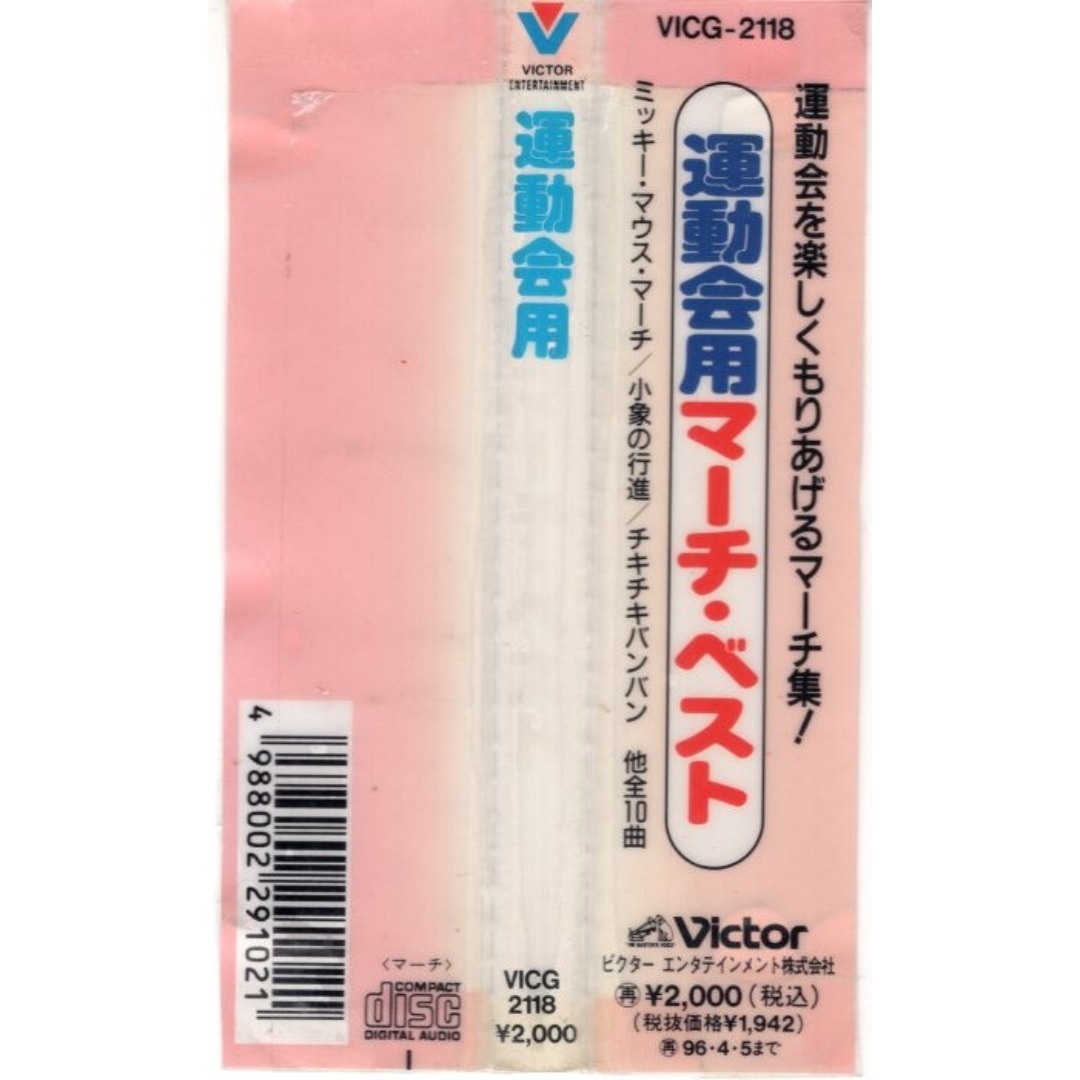 VICG-2118
運動会を楽しくもりあげるマーチ集!
運動会用マーチ・ベスト
ミッキー・マウス・マーチ/小象の行進/チキチキバンバン 他全10曲
Victor
ビクター エンタテインメント株式会社
再 ¥2,000(税込)
(税抜価格¥1,942)
再 96・4・5まで
VICTOR
ENTERTAINMENT
運動会用
VICG
2118
¥2,000
〈マーチ〉
COMPACT
disc
DIGITAL AUDIO
4 988002 291021